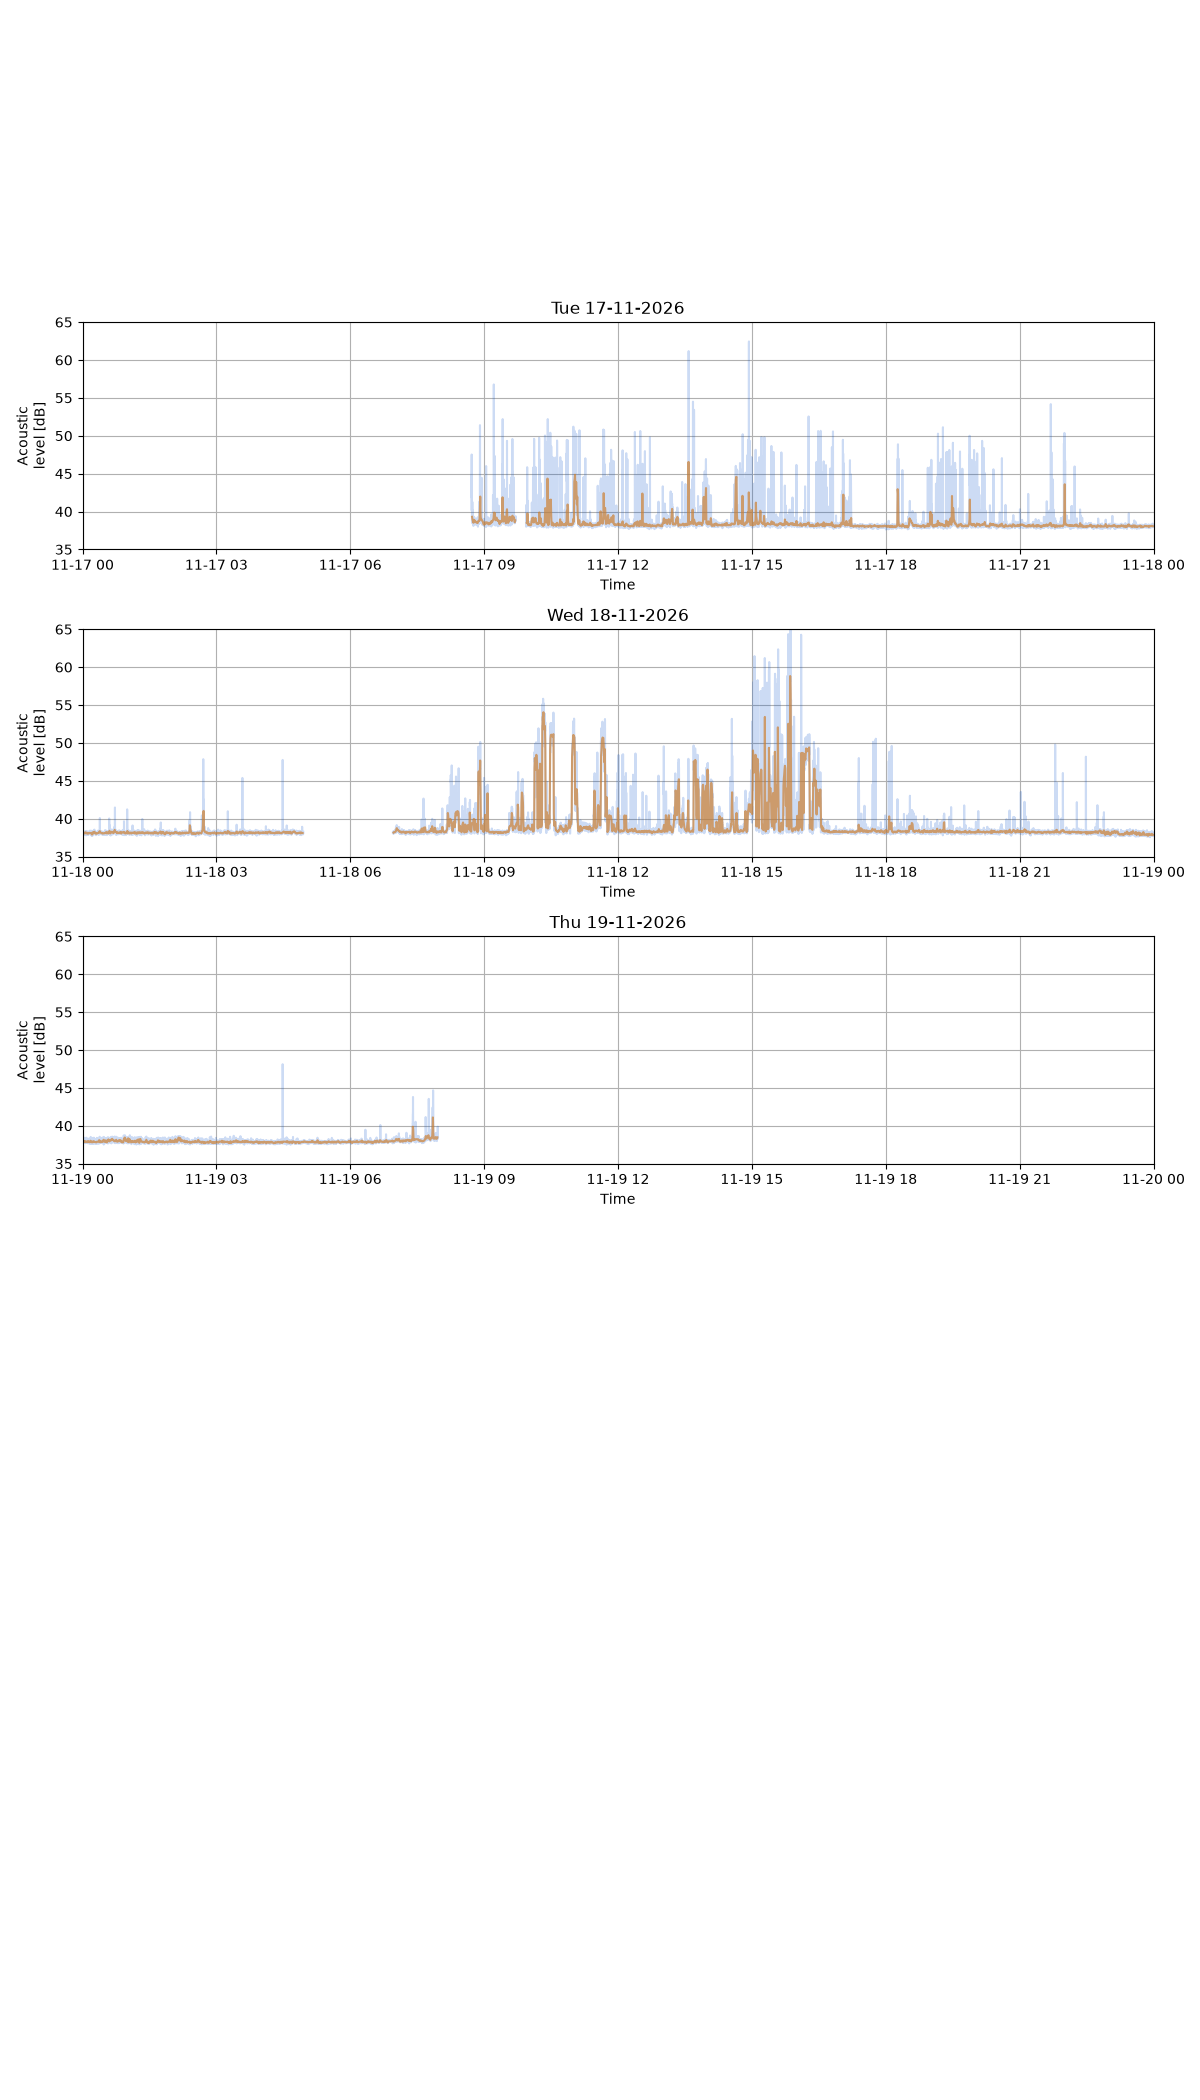 Tue 17-11-2026
65
60
55
50
45
40
35
Acoustic
level [dB]
11-17 00 11-17 03 11-17 06 11-17 09 11-17 12 11-17 15 11-17 18 11-17 21 11-18 00
Time
Wed 18-11-2026
65
60
55
50
45
40
35
Acoustic
level [dB]
11-18 00 11-18 03 11-18 06 11-18 09 11-18 12 11-18 15 11-18 18 11-18 21 11-19 00
Time
Thu 19-11-2026
65
60
55
50
45
40
35
Acoustic
level [dB]
11-19 00 11-19 03 11-19 06 11-19 09 11-19 12 11-19 15 11-19 18 11-19 21 11-20 00
Time